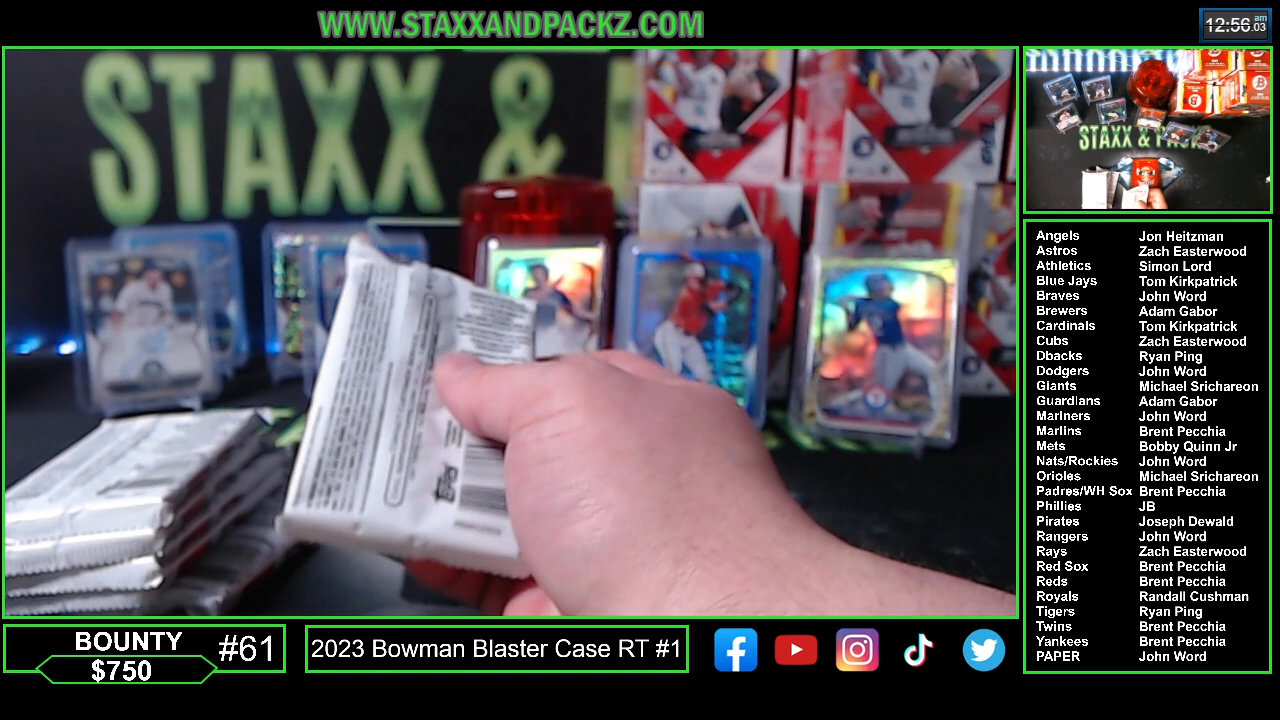 WWW.STAXXANDPACKZ.COM
12:56 am
.03
STAXX &
STAXX &
Angels Jon Heitzman
Astros Zach Easterwood
Athletics Simon Lord
Blue Jays Tom Kirkpatrick
Braves John Word
Brewers Adam Gabor
Cardinals Tom Kirkpatrick
Cubs Zach Easterwood
Dbacks Ryan Ping
Dodgers John Word
Giants Michael Srichareon
Guardians Adam Gabor
Mariners John Word
Marlins Brent Pecchia
Mets Bobby Quinn Jr
Nats/Rockies John Word
Orioles Michael Srichareon
Padres/WH Sox Brent Pecchia
Phillies JB
Pirates Joseph Dewald
Rangers John Word
Rays Zach Easterwood
Red Sox Brent Pecchia
Reds Brent Pecchia
Royals Randall Cushman
Tigers Ryan Ping
Twins Brent Pecchia
Yankees Brent Pecchia
PAPER John Word
Topps
BOUNTY
$750
#61
2023 Bowman Blaster Case RT #1